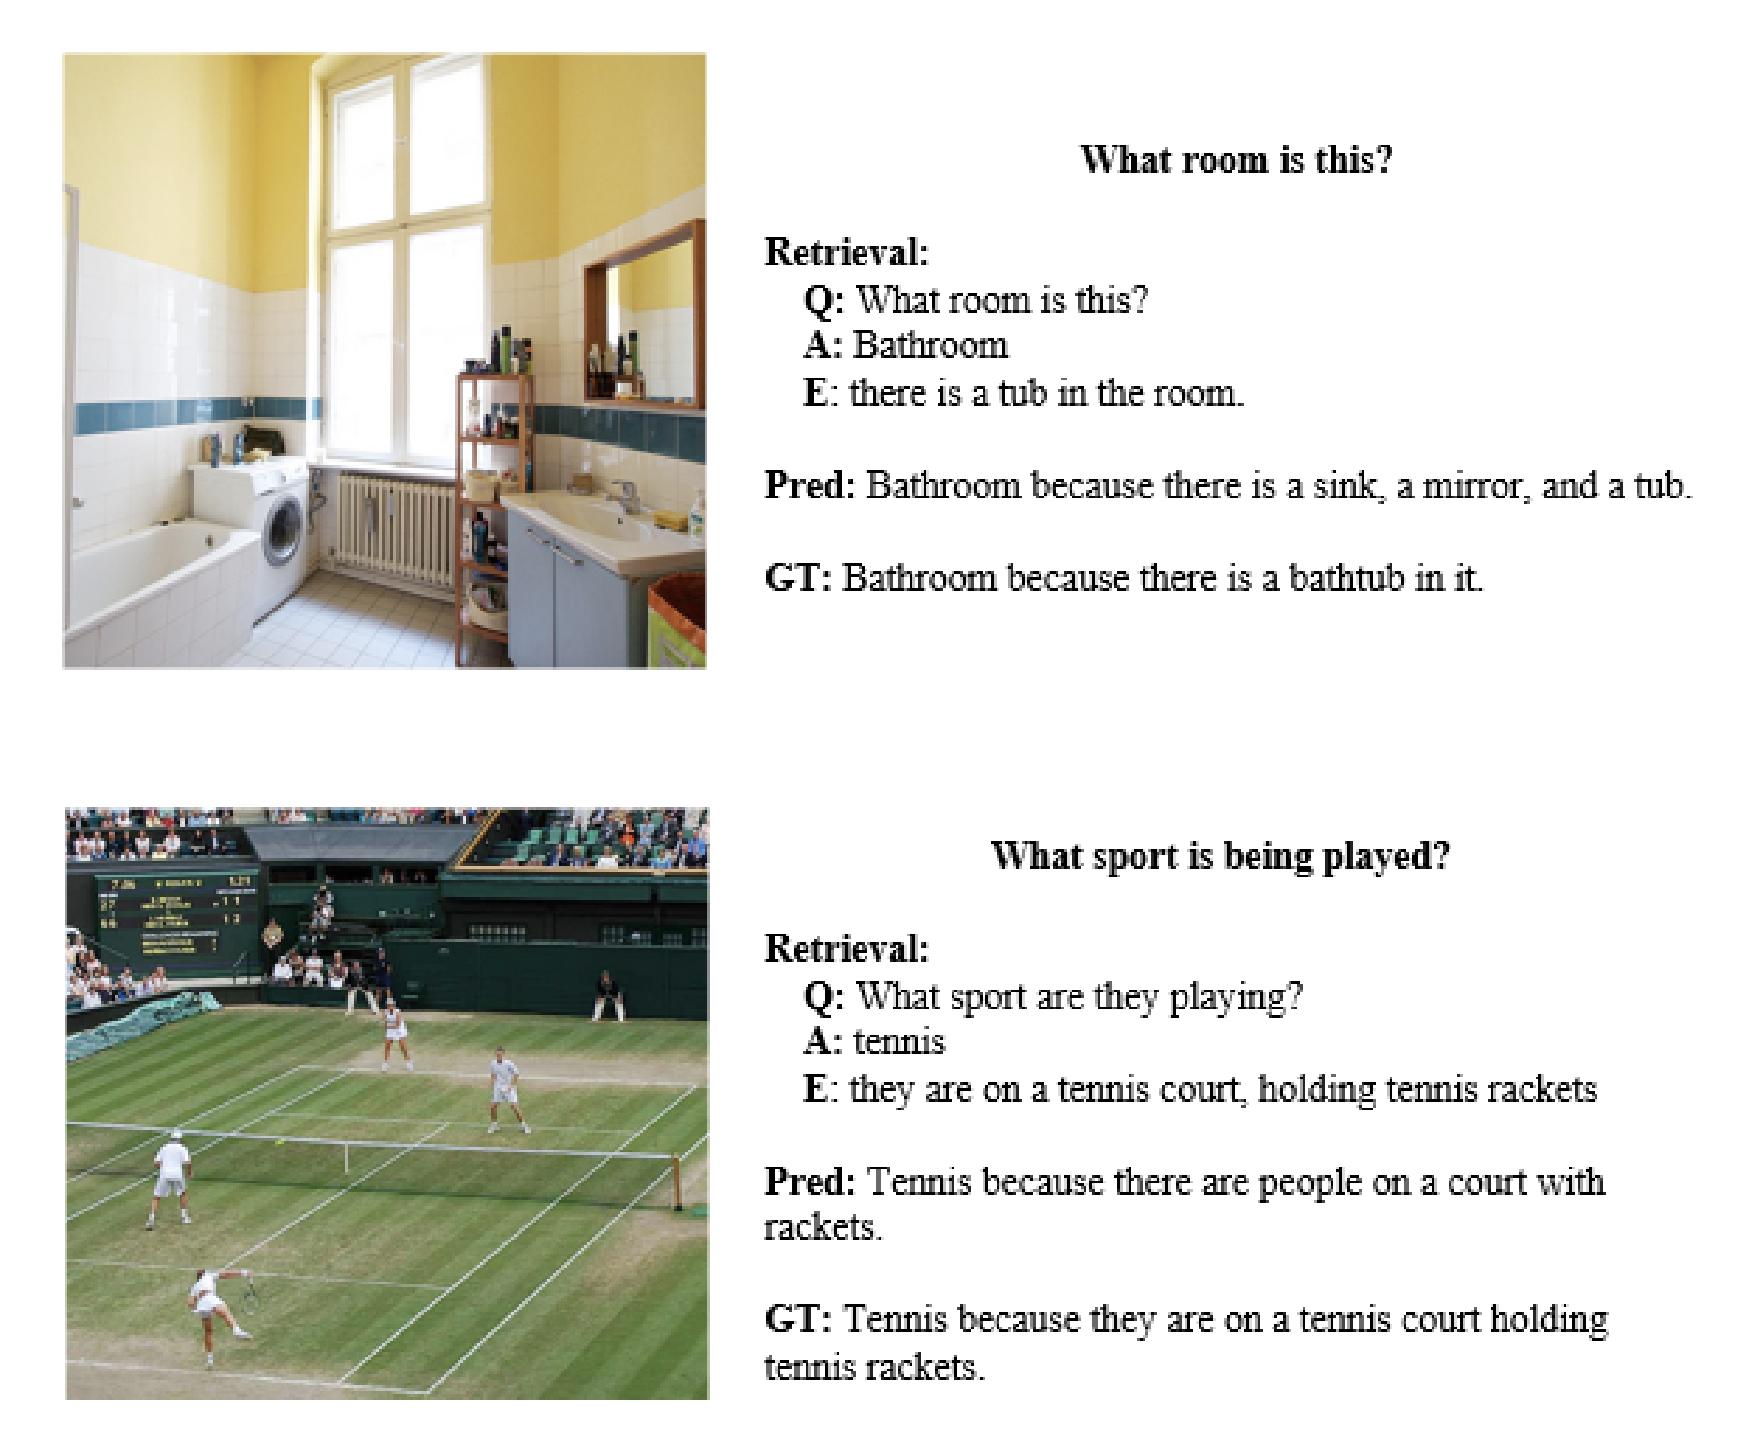 What room is this?
Retrieval:
Q: What room is this?
A: Bathroom
E: there is a tub in the room.
Pred: Bathroom because there is a sink, a mirror, and a tub.
GT: Bathroom because there is a bathtub in it.
What sport is being played?
Retrieval:
Q: What sport are they playing?
A: tennis
E: they are on a tennis court, holding tennis rackets
Pred: Tennis because there are people on a court with
rackets.
GT: Tennis because they are on a tennis court holding
tennis rackets.